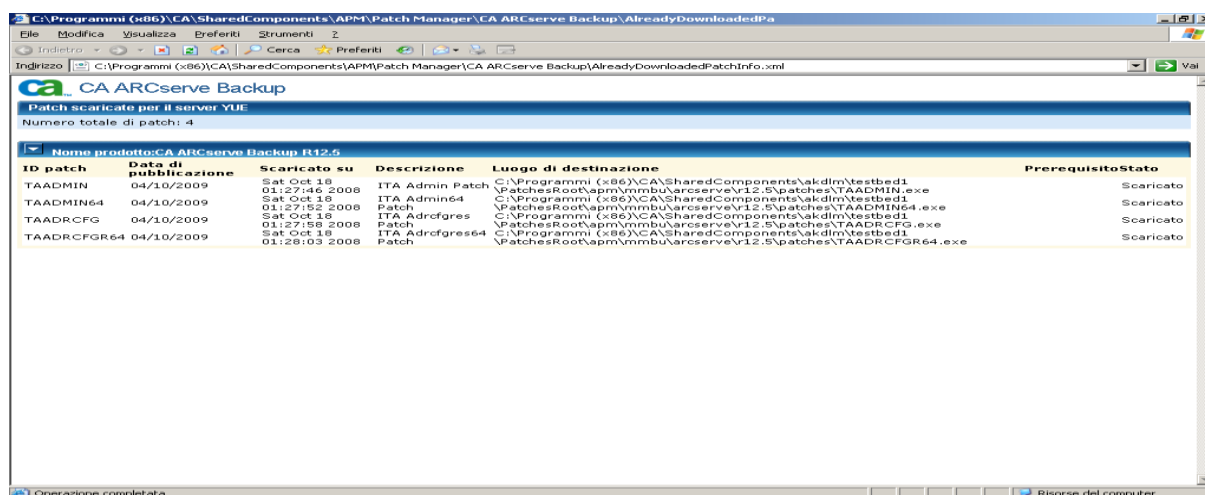 C:\Programmi (x86)\CA\SharedComponents\APM\Patch Manager\CA ARCserve Backup\AlreadyDownloadedPa
File Modifica Visualizza Preferiti Strumenti ?
Indietro Cerca Preferiti
Indirizzo C:\Programmi (x86)\CA\SharedComponents\APM\Patch Manager\CA ARCserve Backup\AlreadyDownloadedPatchInfo.xml Vai
ca CA ARCserve Backup
Patch scaricate per il server YUE
Numero totale di patch: 4
Nome prodotto:CA ARCserve Backup R12.5
ID patch Data di pubblicazione Scaricato su Descrizione Luogo di destinazione Prerequisito Stato
TAADMIN 04/10/2009 Sat Oct 18 01:27:46 2008 ITA Admin Patch C:\Programmi (x86)\CA\SharedComponents\akdlm\testbed1\PatchesRoot\apm\mmbu\arcserve\r12.5\patches\TAADMIN.exe Scaricato
TAADMIN64 04/10/2009 Sat Oct 18 01:27:52 2008 ITA Admin64 Patch C:\Programmi (x86)\CA\SharedComponents\akdlm\testbed1\PatchesRoot\apm\mmbu\arcserve\r12.5\patches\TAADMIN64.exe Scaricato
TAADRCFG 04/10/2009 Sat Oct 18 01:27:58 2008 ITA Adrcfgres Patch C:\Programmi (x86)\CA\SharedComponents\akdlm\testbed1\PatchesRoot\apm\mmbu\arcserve\r12.5\patches\TAADRCFG.exe Scaricato
TAADRCFGR64 04/10/2009 Sat Oct 18 01:28:03 2008 ITA Adrcfgres64 Patch C:\Programmi (x86)\CA\SharedComponents\akdlm\testbed1\PatchesRoot\apm\mmbu\arcserve\r12.5\patches\TAADRCFGR64.exe Scaricato
Operazione completata Risorse del computer